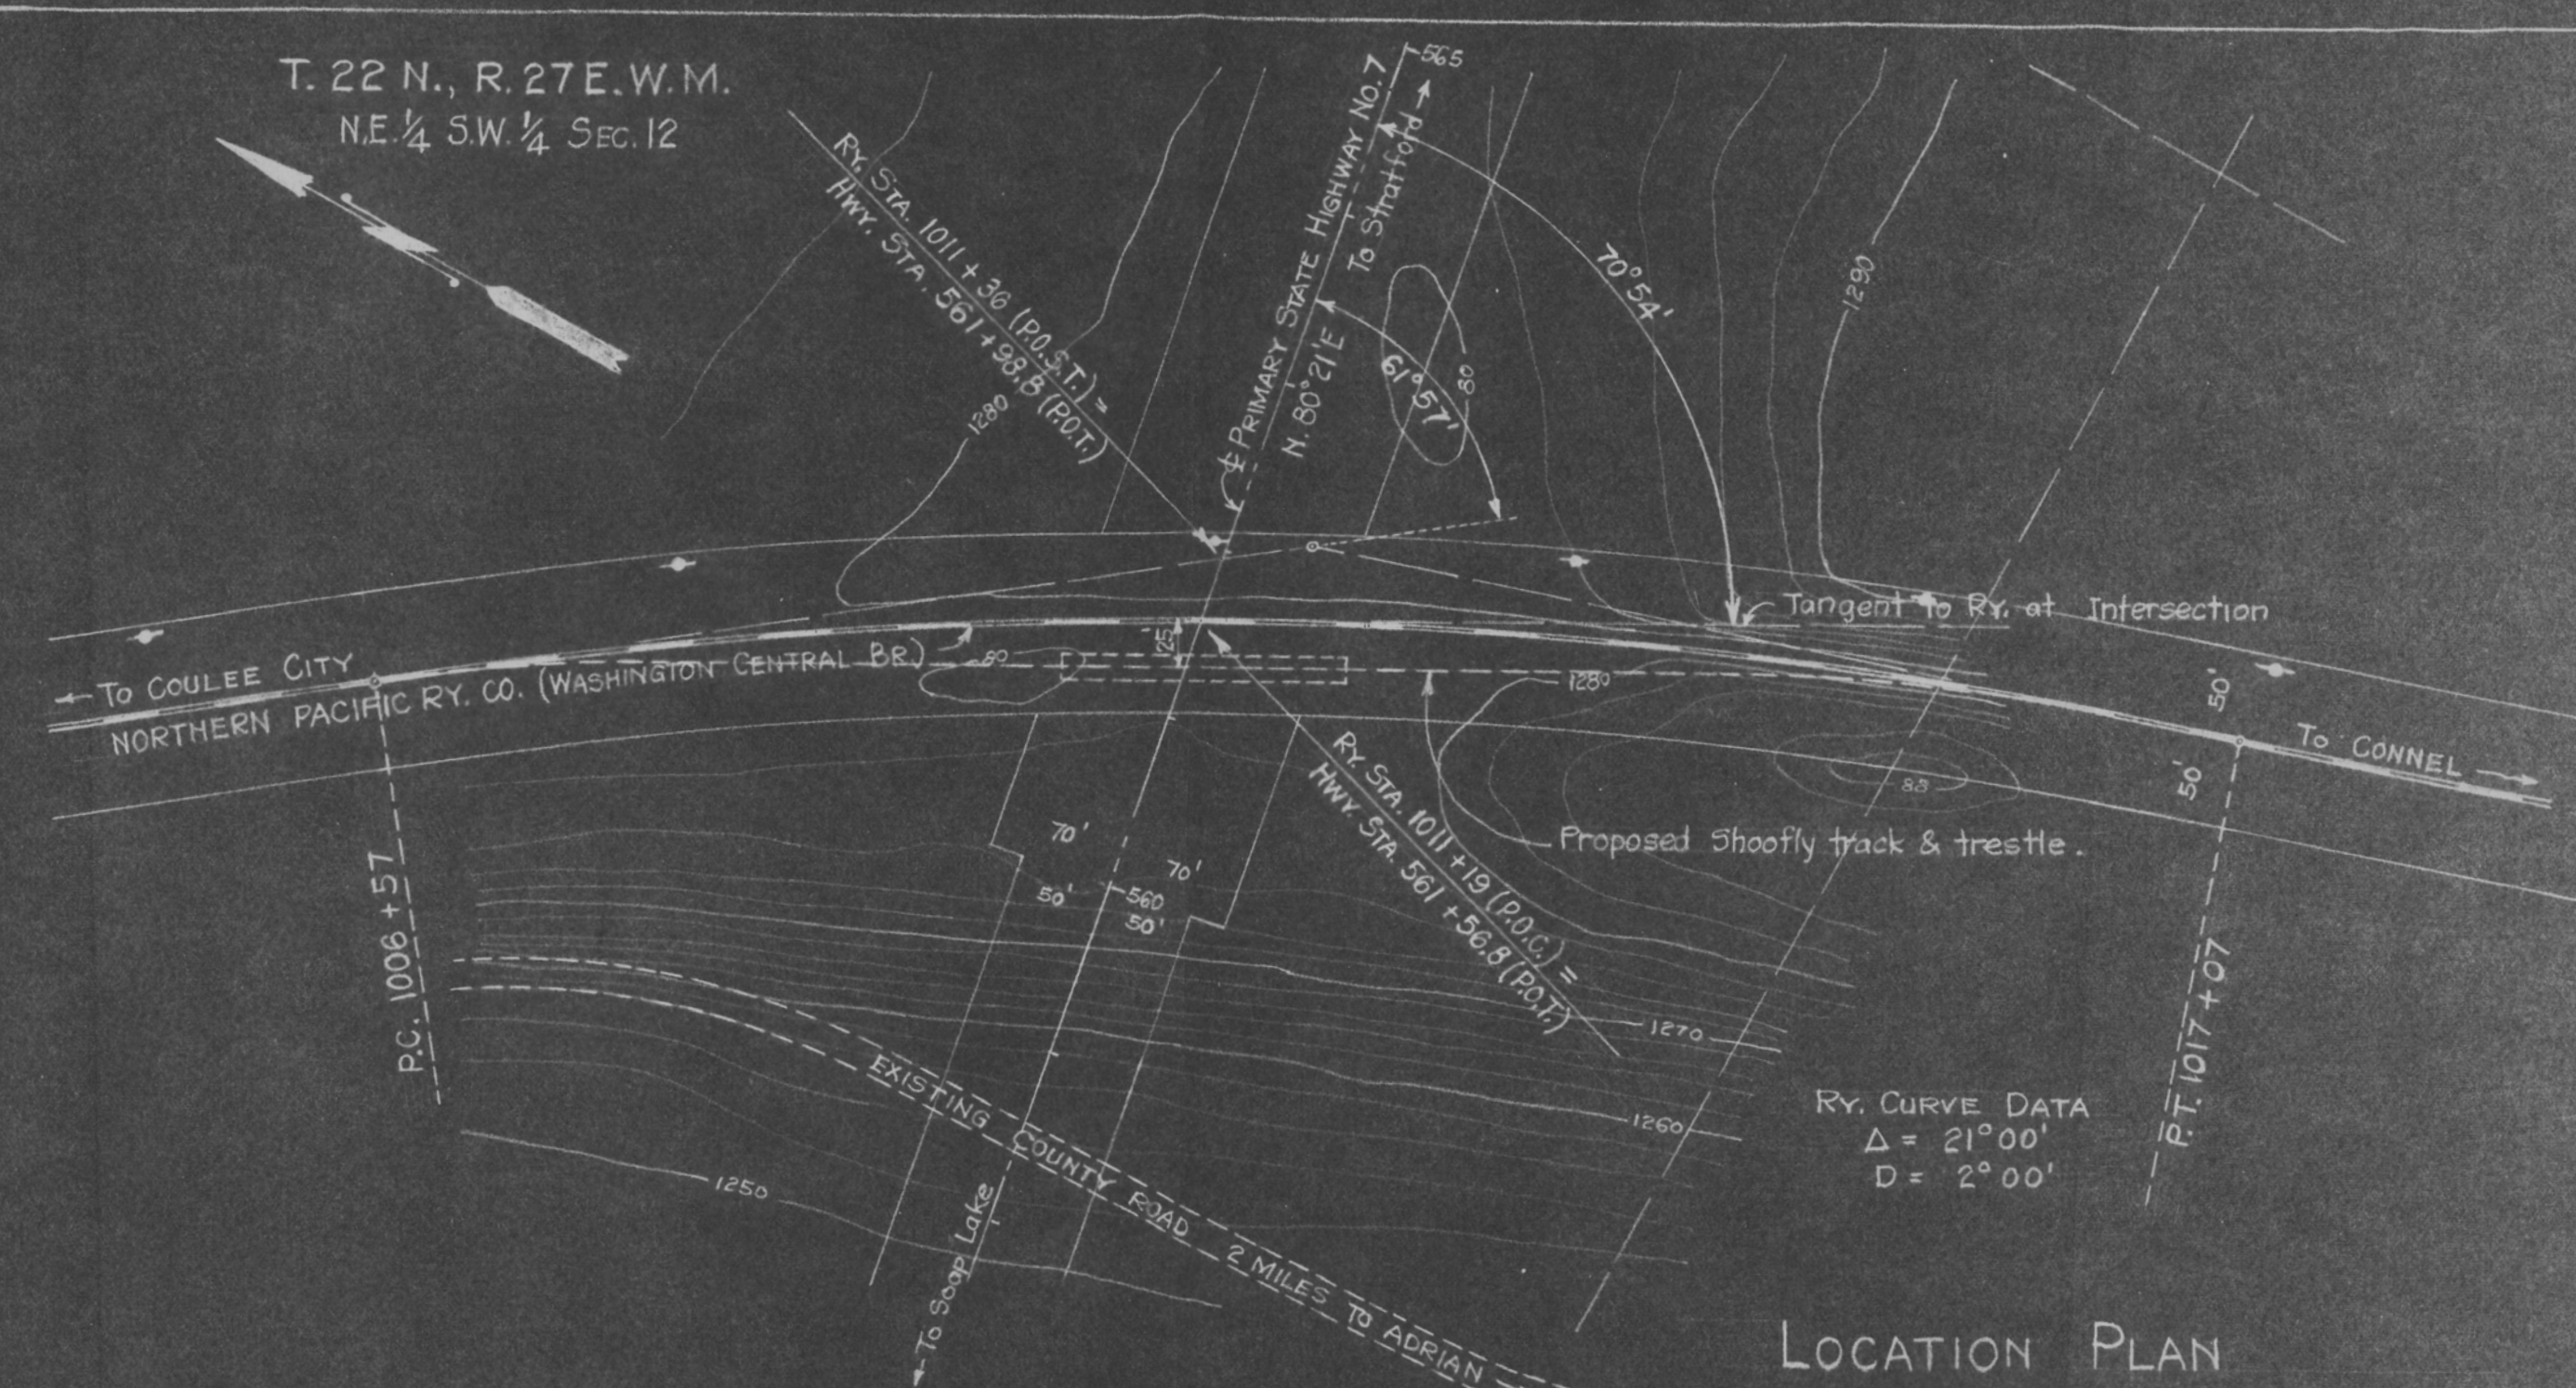 T. 22 N., R. 27 E. W. M.
N.E. ¼ S.W. ¼ SEC. 12
565
℄ PRIMARY STATE HIGHWAY NO. 7
To Stratford
N. 80° 21' E
RY. STA. 1011 + 36 (P.O.S.T.) =
HWY. STA. 561 + 98.8 (P.O.T.)
70° 54'
61° 57'
80
1290
1280
Tangent To Ry. at Intersection
TO COULEE CITY
NORTHERN PACIFIC RY. CO. (WASHINGTON CENTRAL BR.)
80
25'
1280
50'
50'
TO CONNEL
88
RY. STA. 1011 + 19 (P.O.C.) =
HWY. STA. 561 + 56.8 (P.O.T.)
Proposed Shoofly track & trestle.
70'
70'
50'
560
50'
P.C. 1006 + 57
P.T. 1017 + 07
1270
1260
1250
EXISTING COUNTY ROAD 2 MILES TO ADRIAN
To Soap Lake
RY. CURVE DATA
Δ = 21° 00'
D = 2° 00'
LOCATION PLAN